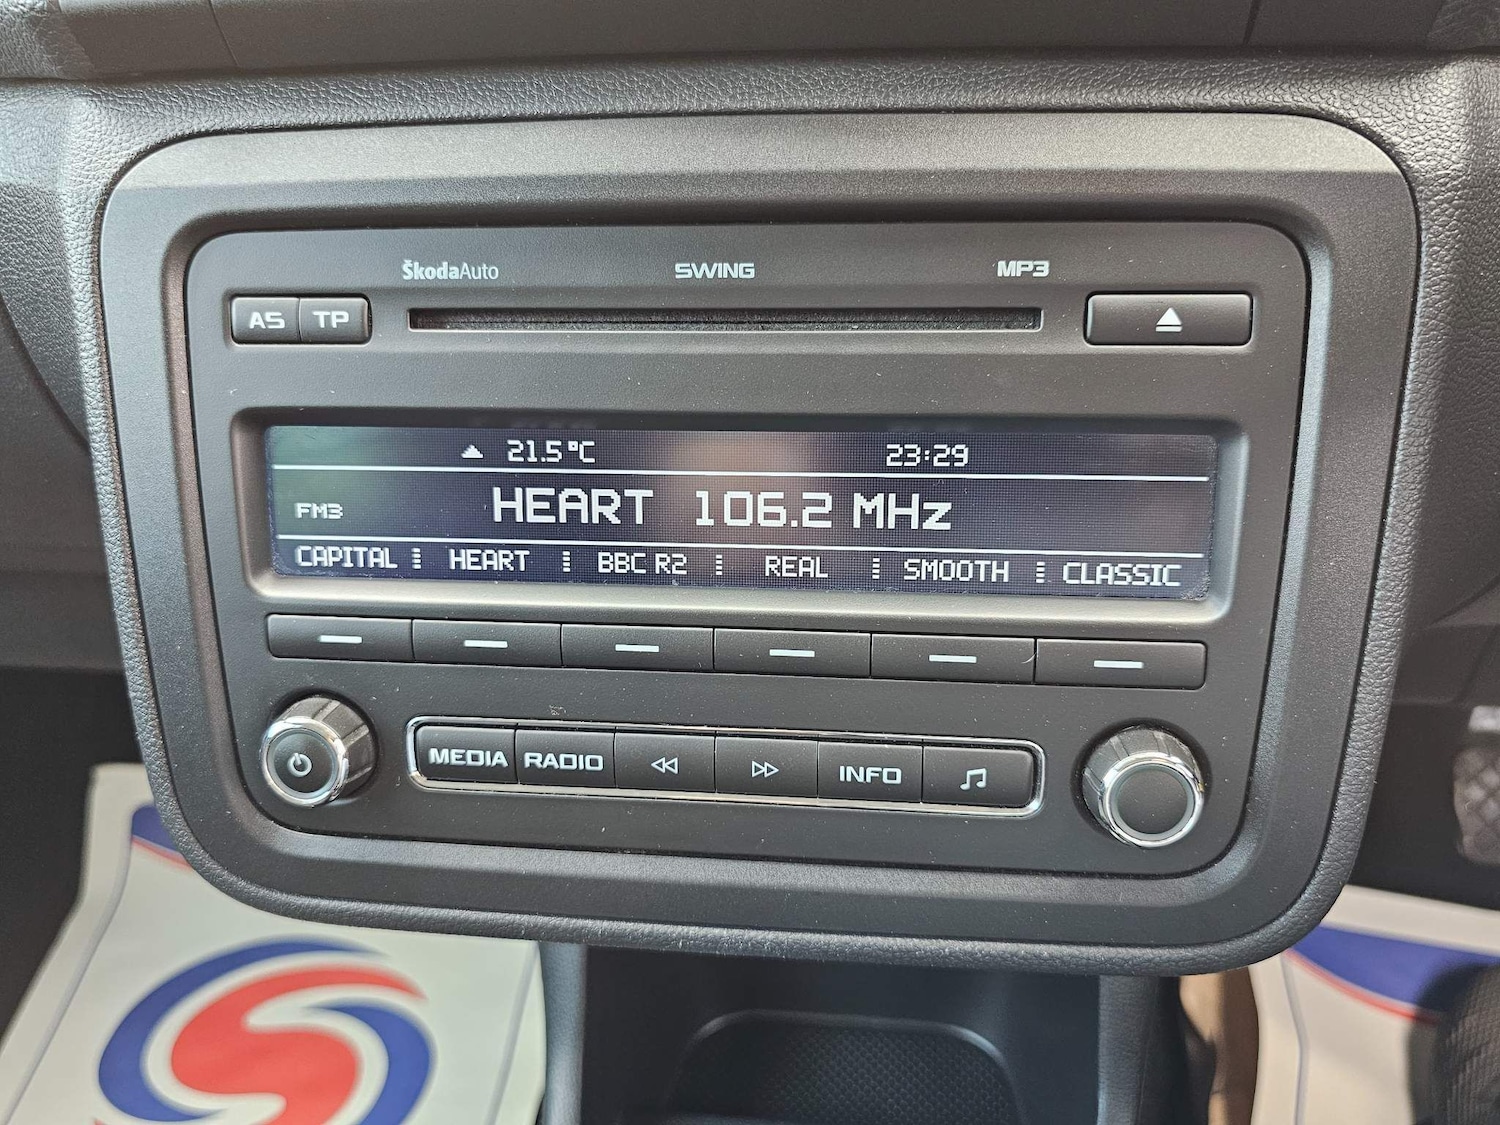 ŠkodaAuto SWING MP3
AS TP
21.5°C 23:29
FM3 HEART 106.2 MHz
CAPITAL HEART BBC R2 REAL SMOOTH CLASSIC
MEDIA RADIO INFO